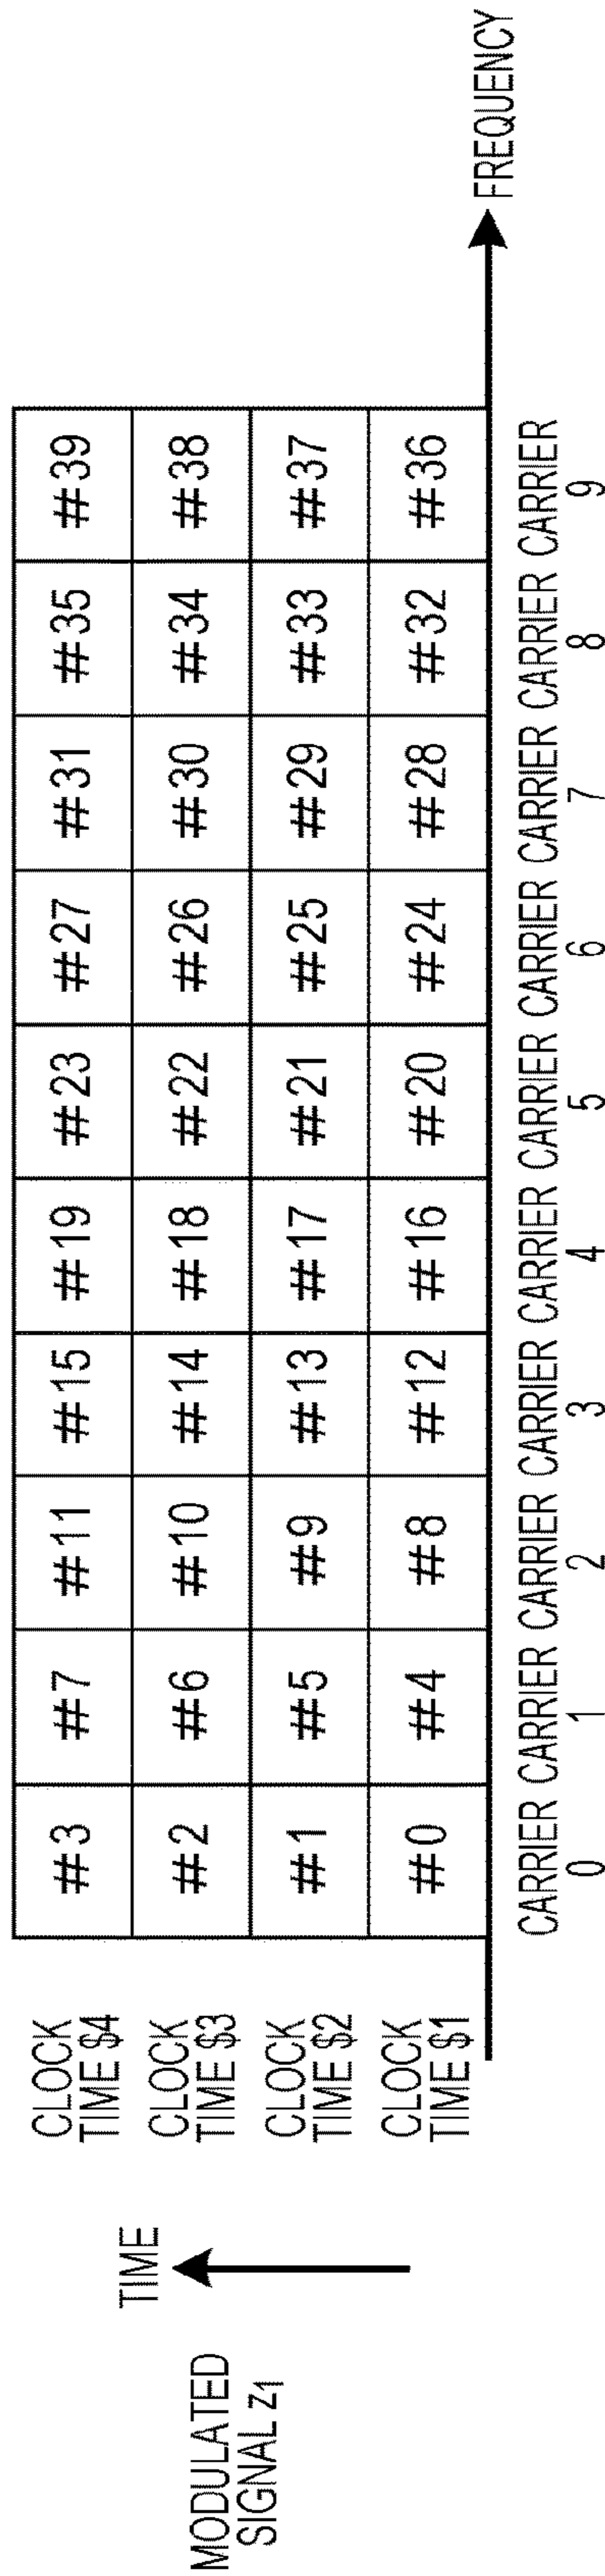 MODULATED
SIGNAL z1
TIME
CLOCK
TIME $4
#3 #7 #11 #15 #19 #23 #27 #31 #35 #39
CLOCK
TIME $3
#2 #6 #10 #14 #18 #22 #26 #30 #34 #38
CLOCK
TIME $2
#1 #5 #9 #13 #17 #21 #25 #29 #33 #37
CLOCK
TIME $1
#0 #4 #8 #12 #16 #20 #24 #28 #32 #36
FREQUENCY
CARRIER CARRIER CARRIER CARRIER CARRIER CARRIER CARRIER CARRIER CARRIER CARRIER
0 1 2 3 4 5 6 7 8 9